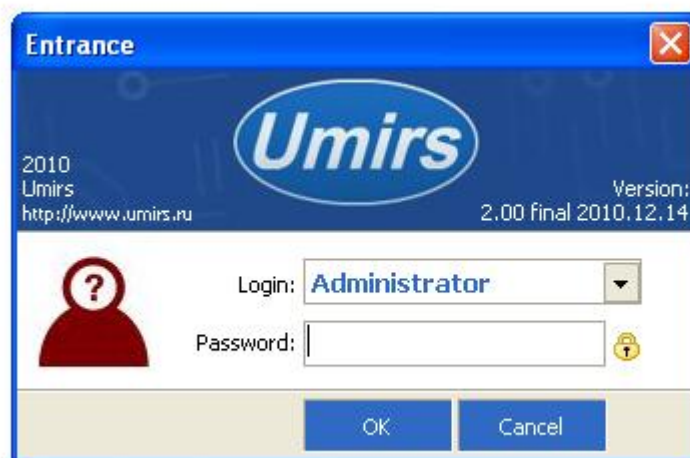 Entrance
Umirs
2010
Umirs
http://www.umirs.ru
Version:
2.00 final 2010.12.14
?
Login: Administrator
Password:
OK Cancel